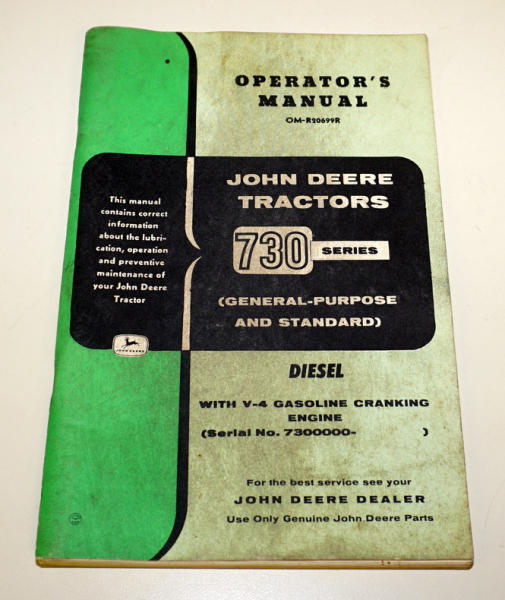 OPERATOR'S
MANUAL
OM-R20699R
This manual
contains correct
information
about the lubri-
cation, operation
and preventive
maintenance of
your John Deere
Tractor
JOHN DEERE
TRACTORS
730 SERIES
(GENERAL-PURPOSE
AND STANDARD)
JOHN DEERE
DIESEL
WITH V-4 GASOLINE CRANKING
ENGINE
(Serial No. 7300000- )
For the best service see your
JOHN DEERE DEALER
Use Only Genuine John Deere Parts